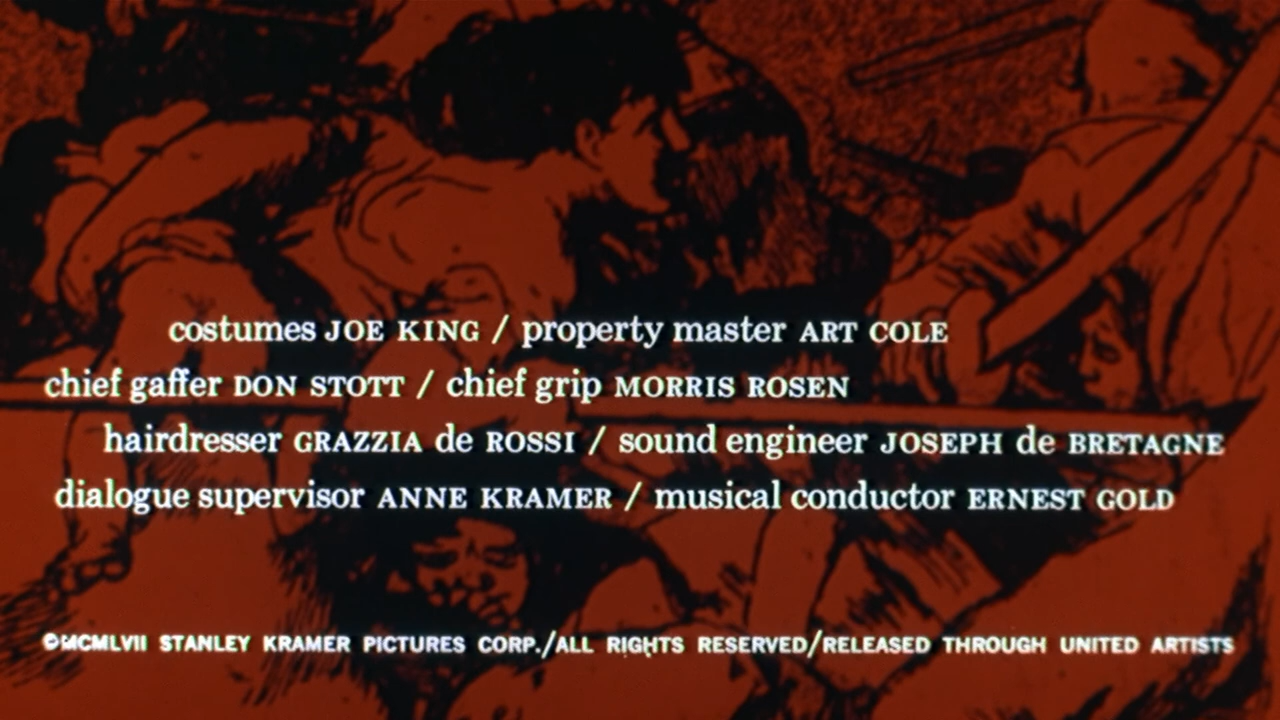 costumes JOE KING / property master ART COLE
chief gaffer DON STOTT / chief grip MORRIS ROSEN
hairdresser GRAZZIA de ROSSI / sound engineer JOSEPH de BRETAGNE
dialogue supervisor ANNE KRAMER / musical conductor ERNEST GOLD
©MCMLVII STANLEY KRAMER PICTURES CORP./ALL RIGHTS RESERVED/RELEASED THROUGH UNITED ARTISTS